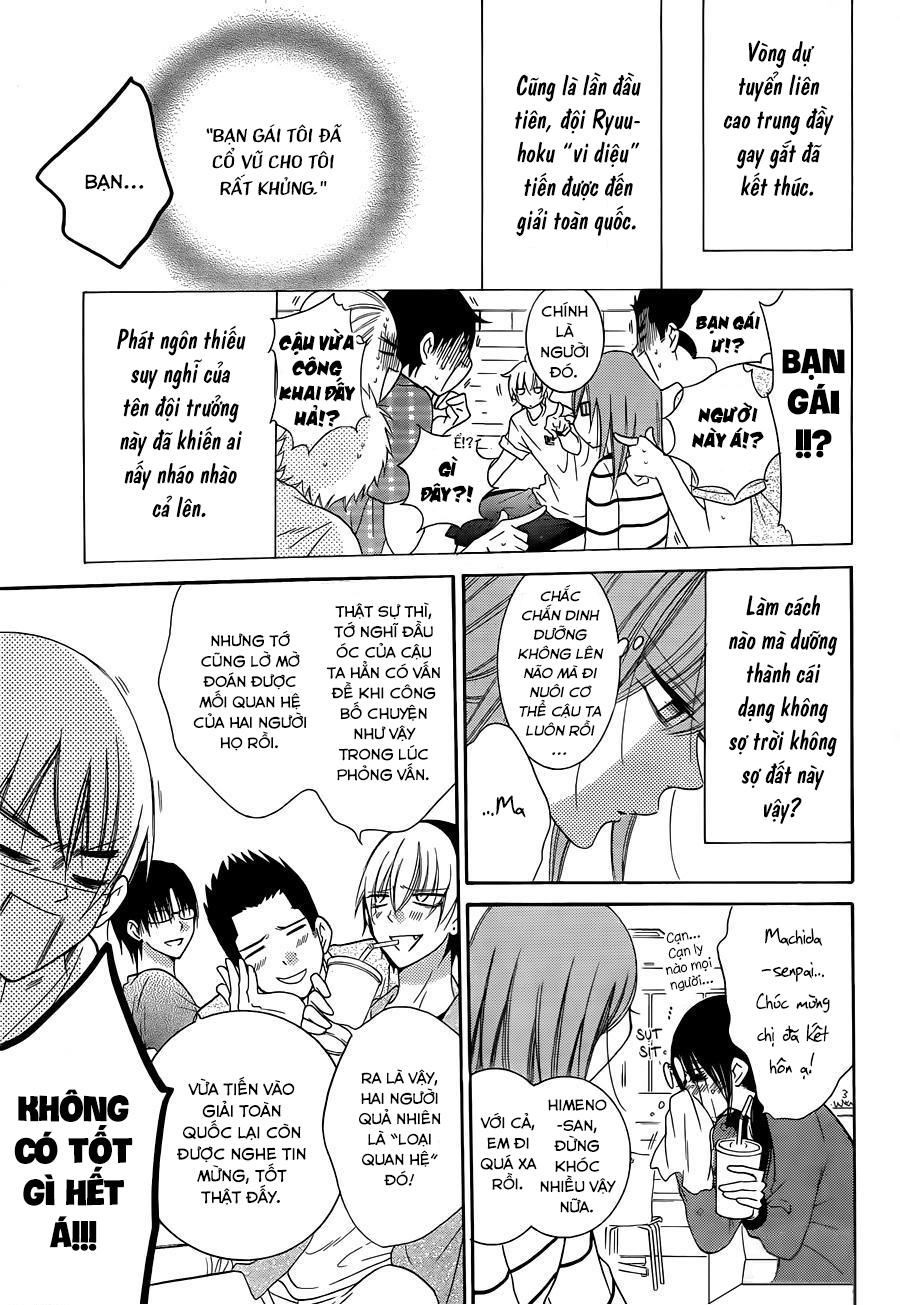 Vòng dự
tuyển liên
cao trung đầy
gay gắt đã
kết thúc.
Cũng là lần đầu
tiên, đội Ryuu-
hoku “vi diệu”
tiến được đến
giải toàn quốc.
"BẠN GÁI TÔI ĐÃ
CỔ VŨ CHO TÔI
RẤT KHỦNG."
BẠN...
BẠN
GÁI
!!?
BẠN GÁI
Ư!?
NGƯỜI
NÀY Á!?
CHÍNH
LÀ
NGƯỜI
ĐÓ.
Ể!?
GÌ
ĐÂY?!
CẬU VỪA
CÔNG
KHAI ĐẤY
HẢ!?
Phát ngôn thiếu
suy nghĩ của
tên đội trưởng
này đã khiến ai
nấy nháo nhào
cả lên.
Làm cách
nào mà dưỡng
thành cái
dạng không
sợ trời không
sợ đất này
vậy?
CHẮC
CHẮN DINH
DƯỠNG
KHÔNG LÊN
NÃO MÀ ĐI
NUÔI CƠ
THỂ CẬU TA
LUÔN RỒI
...
...Ma
THẬT SỰ THÌ,
TỚ NGHĨ ĐẦU
ÓC CỦA CẬU
TA HẲN CÓ VẤN
ĐỀ KHI CÔNG
BỐ CHUYỆN
NHƯ VẬY
TRONG LÚC
PHỎNG VẤN.
NHƯNG TỚ
CŨNG LỜ MỜ
ĐOÁN ĐƯỢC
MỐI QUAN HỆ
CỦA HAI NGƯỜI
HỌ RỒI.
Machida
-senpai...
Chúc mừng
chị đã kết
hôn ạ!
Cạn...
Cạn ly
nào mọi
người...
SỤT
SỊT
HIMENO
-SAN,
ĐỪNG
KHÓC
NHIỀU VẬY
NỮA.
VỚI CẢ,
EM ĐI
QUÁ XA
RỒI.
RA LÀ VẬY,
HAI NGƯỜI
QUẢ NHIÊN
LÀ “LOẠI
QUAN HỆ”
ĐÓ!
VỪA TIẾN VÀO
GIẢI TOÀN
QUỐC LẠI CÒN
ĐƯỢC NGHE TIN
MỪNG, TỐT
THẬT ĐẤY.
KHÔNG
CÓ TỐT
GÌ HẾT
Á!!!